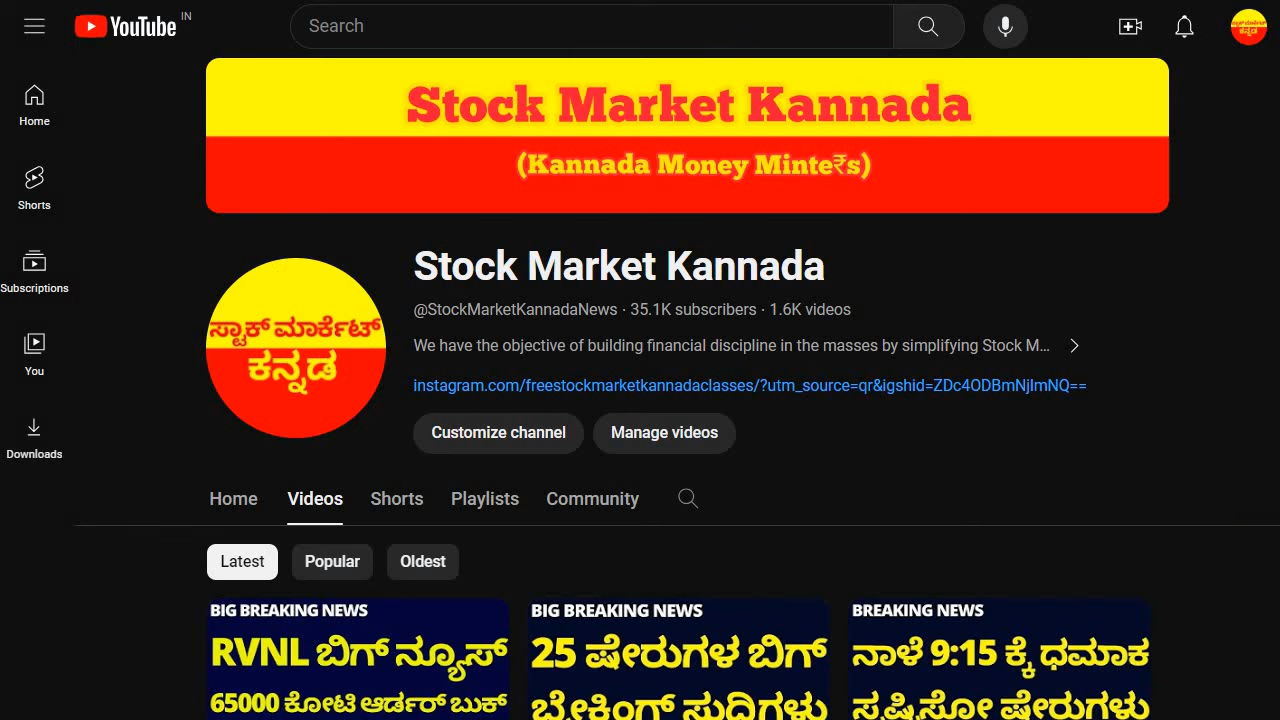 YouTube IN
Search
Home
Shorts
Subscriptions
You
Downloads
Stock Market Kannada
(Kannada Money Minte₹s)
ಸ್ಟಾಕ್ ಮಾರ್ಕೆಟ್
ಕನ್ನಡ
Stock Market Kannada
@StockMarketKannadaNews · 35.1K subscribers · 1.6K videos
We have the objective of building financial discipline in the masses by simplifying Stock M...
instagram.com/freestockmarketkannadaclasses/?utm_source=qr&igshid=ZDc4ODBmNjlmNQ==
Customize channel
Manage videos
Home Videos Shorts Playlists Community
Latest Popular Oldest
BIG BREAKING NEWS
RVNL ಬಿಗ್ ನ್ಯೂಸ್
65000 ಕೋಟಿ ಆರ್ಡರ್ ಬುಕ್
BIG BREAKING NEWS
25 ಷೇರುಗಳ ಬಿಗ್
ಬ್ರೇಕಿಂಗ್ ಸುದ್ದಿಗಳು
BREAKING NEWS
ನಾಳೆ 9:15 ಕ್ಕೆ ಧಮಾಕ
ಸೃಷ್ಟಿಸೋ ಷೇರುಗಳು